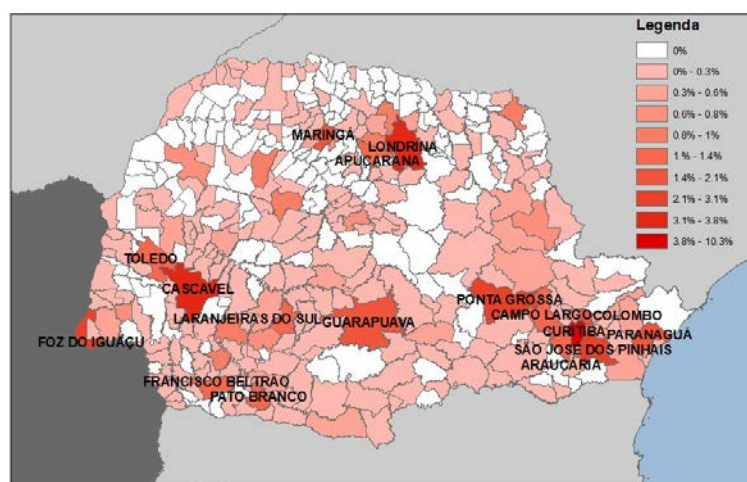 Legenda
0%
0% - 0.3%
0.3% - 0.6%
0.6% - 0.8%
0.8% - 1%
1% - 1.4%
1.4% - 2.1%
2.1% - 3.1%
3.1% - 3.8%
3.8% - 10.3%
MARINGÁ
LONDRINA
APUCARANA
TOLEDO
CASCAVEL
LARANJEIRAS DO SUL
GUARAPUAVA
PONTA GROSSA
CAMPO LARGO
COLOMBO
CURITIBA
PARANAGUÁ
FOZ DO IGUAÇU
SÃO JOSÉ DOS PINHAIS
ARAUCÁRIA
FRANCISCO BELTRÃO
PATO BRANCO